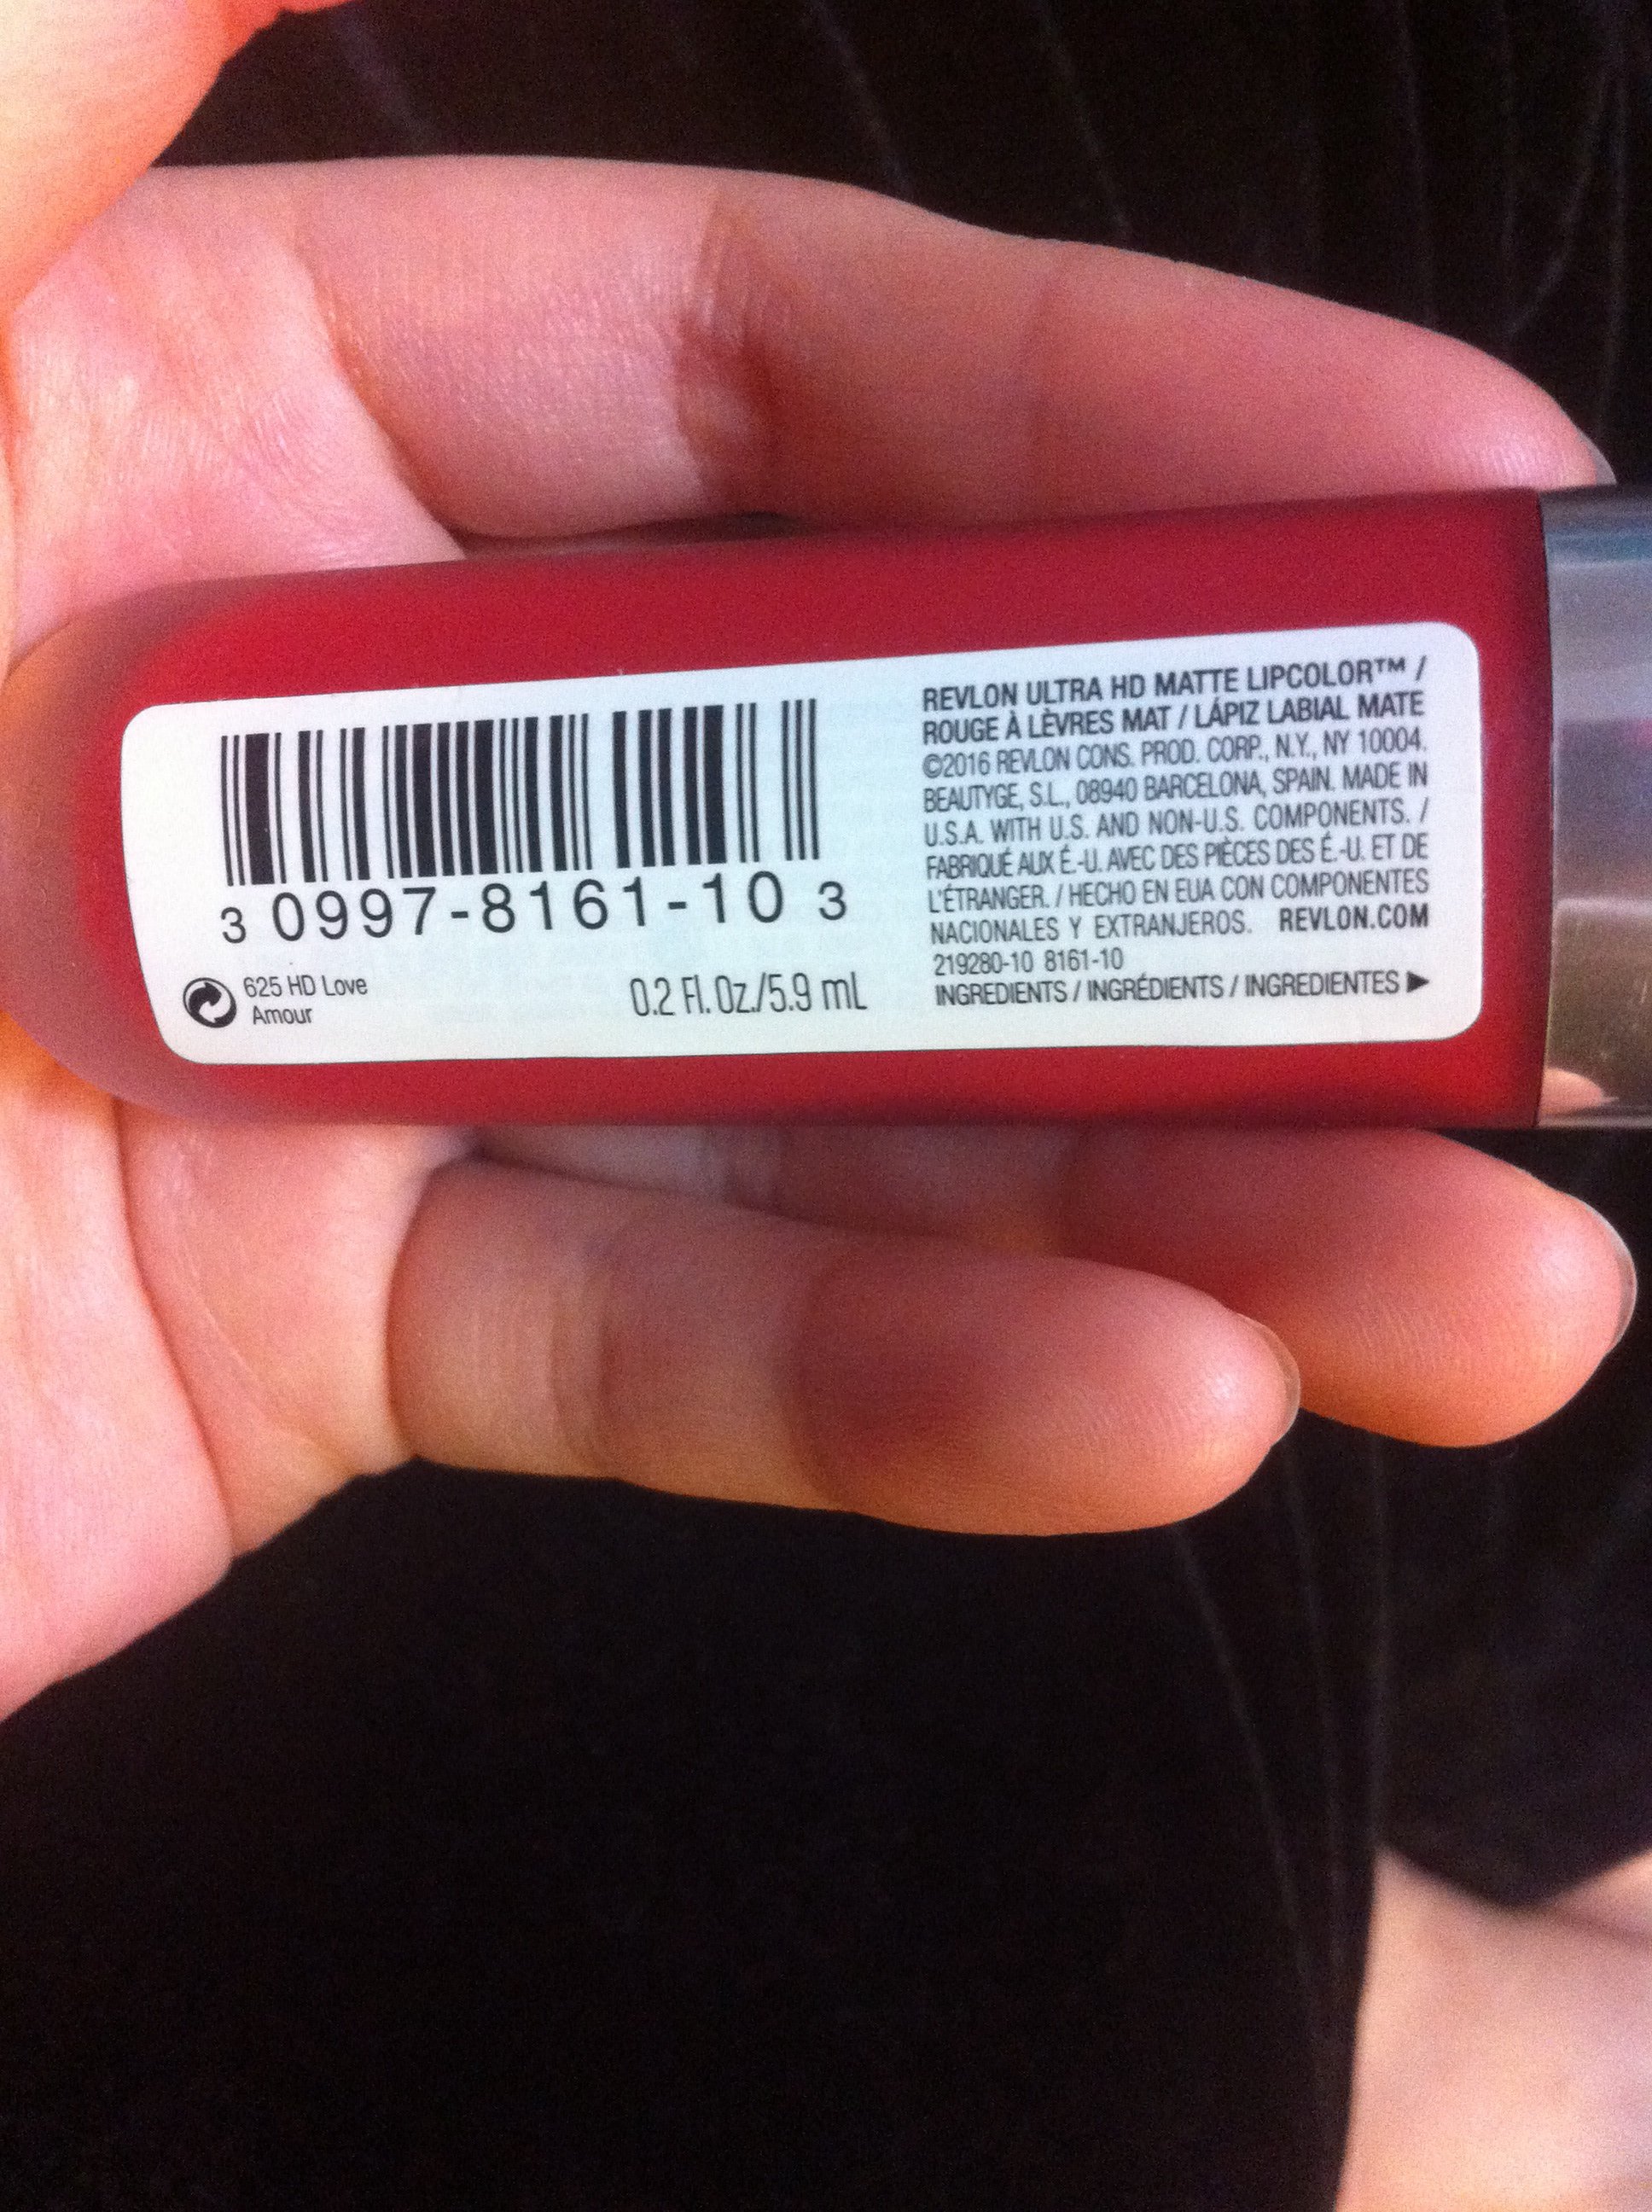 3 0997-8161-10 3
625 HD Love
Amour
0.2 Fl. Oz./5.9 mL
REVLON ULTRA HD MATTE LIPCOLOR™ /
ROUGE À LÈVRES MAT / LÁPIZ LABIAL MATE
©2016 REVLON CONS. PROD. CORP., N.Y., NY 10004.
BEAUTYGE, S.L., 08940 BARCELONA, SPAIN. MADE IN
U.S.A. WITH U.S. AND NON-U.S. COMPONENTS. /
FABRIQUÉ AUX É.-U. AVEC DES PIÈCES DES É.-U. ET DE
L'ÉTRANGER. / HECHO EN EUA CON COMPONENTES
NACIONALES Y EXTRANJEROS. REVLON.COM
219280-10 8161-10
INGREDIENTS / INGRÉDIENTS / INGREDIENTES ▶